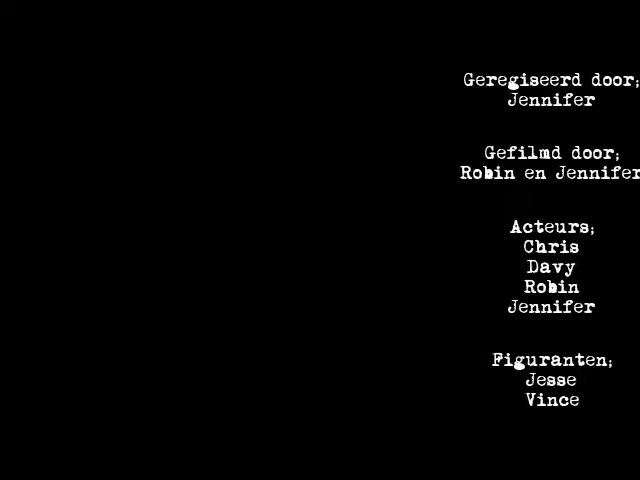 Geregiseerd door;
Jennifer
Gefilmd door;
Robin en Jennifer
Acteurs;
Chris
Davy
Robin
Jennifer
Figuranten;
Jesse
Vince